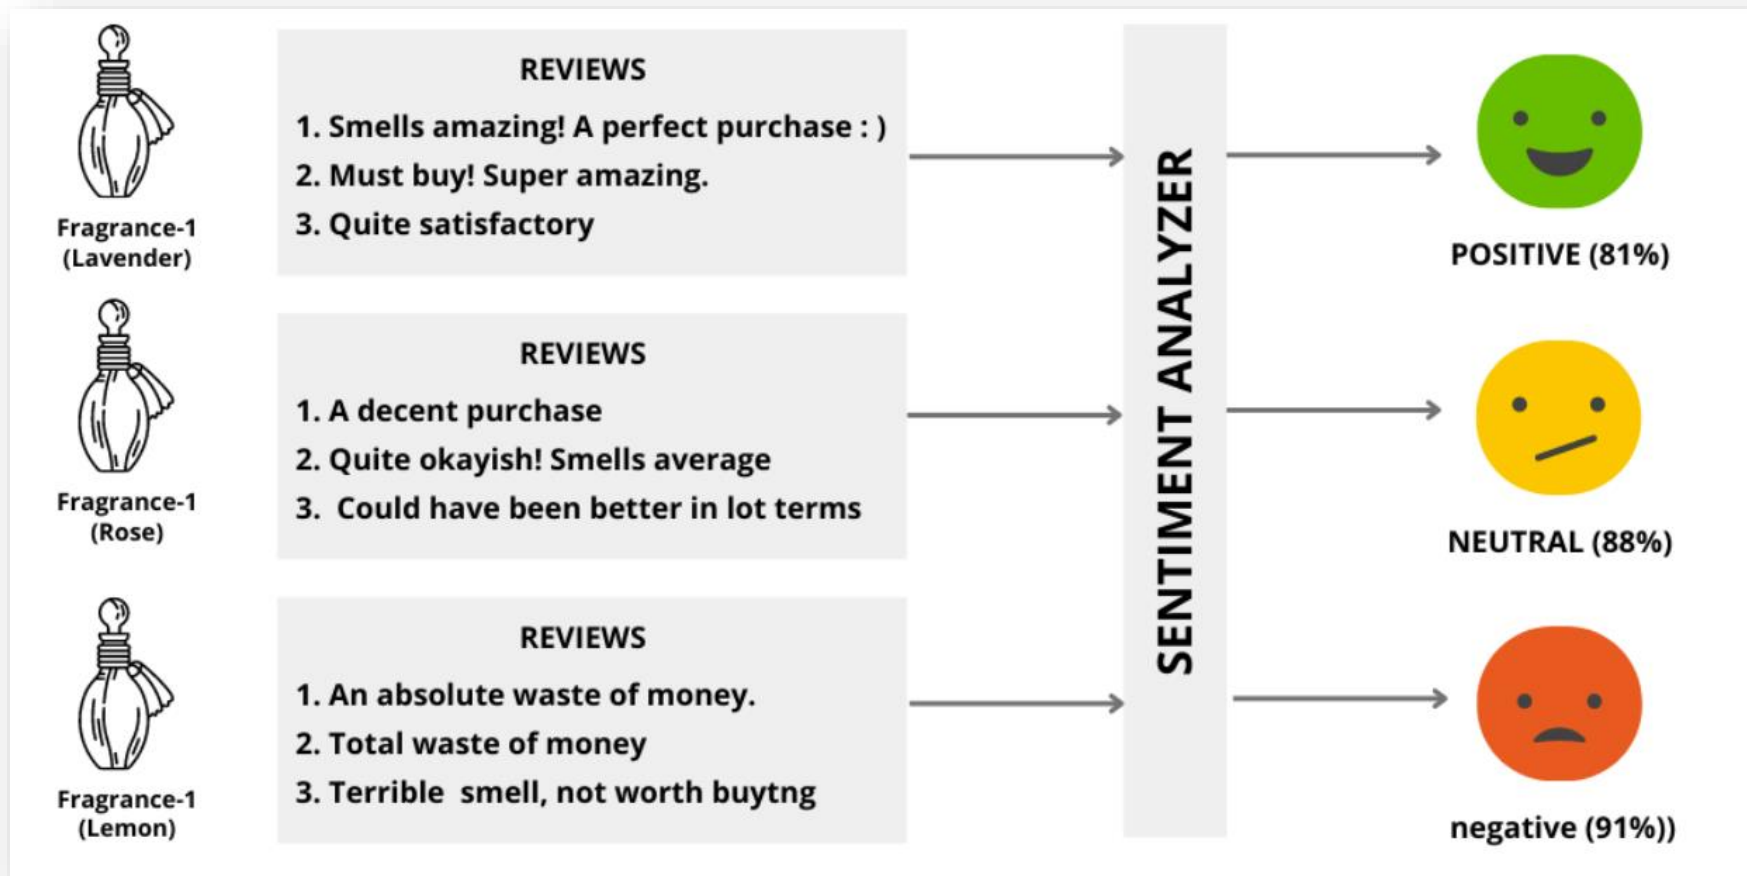 Fragrance-1
(Lavender)
REVIEWS
1. Smells amazing! A perfect purchase : )
2. Must buy! Super amazing.
3. Quite satisfactory
POSITIVE (81%)
Fragrance-1
(Rose)
REVIEWS
1. A decent purchase
2. Quite okayish! Smells average
3.  Could have been better in lot terms
NEUTRAL (88%)
Fragrance-1
(Lemon)
REVIEWS
1. An absolute waste of money.
2. Total waste of money
3. Terrible  smell, not worth buytng
negative (91%))
SENTIMENT ANALYZER